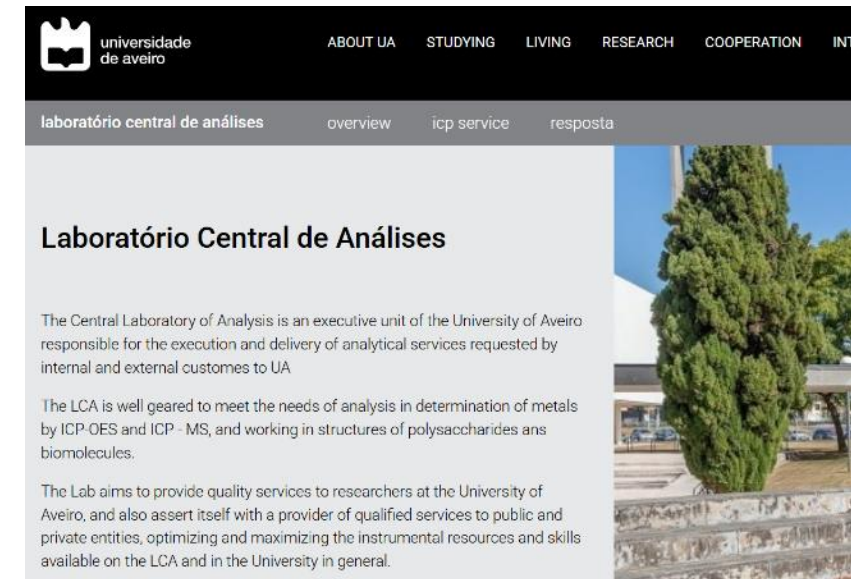 universidade
de aveiro
ABOUT UA STUDYING LIVING RESEARCH COOPERATION
laboratório central de análises overview icp service resposta
Laboratório Central de Análises
The Central Laboratory of Analysis is an executive unit of the University of Aveiro
responsible for the execution and delivery of analytical services requested by
internal and external customes to UA
The LCA is well geared to meet the needs of analysis in determination of metals
by ICP-OES and ICP - MS, and working in structures of polysaccharides ans
biomolecules.
The Lab aims to provide quality services to researchers at the University of
Aveiro, and also assert itself with a provider of qualified services to public and
private entities, optimizing and maximizing the instrumental resources and skills
available on the LCA and in the University in general.